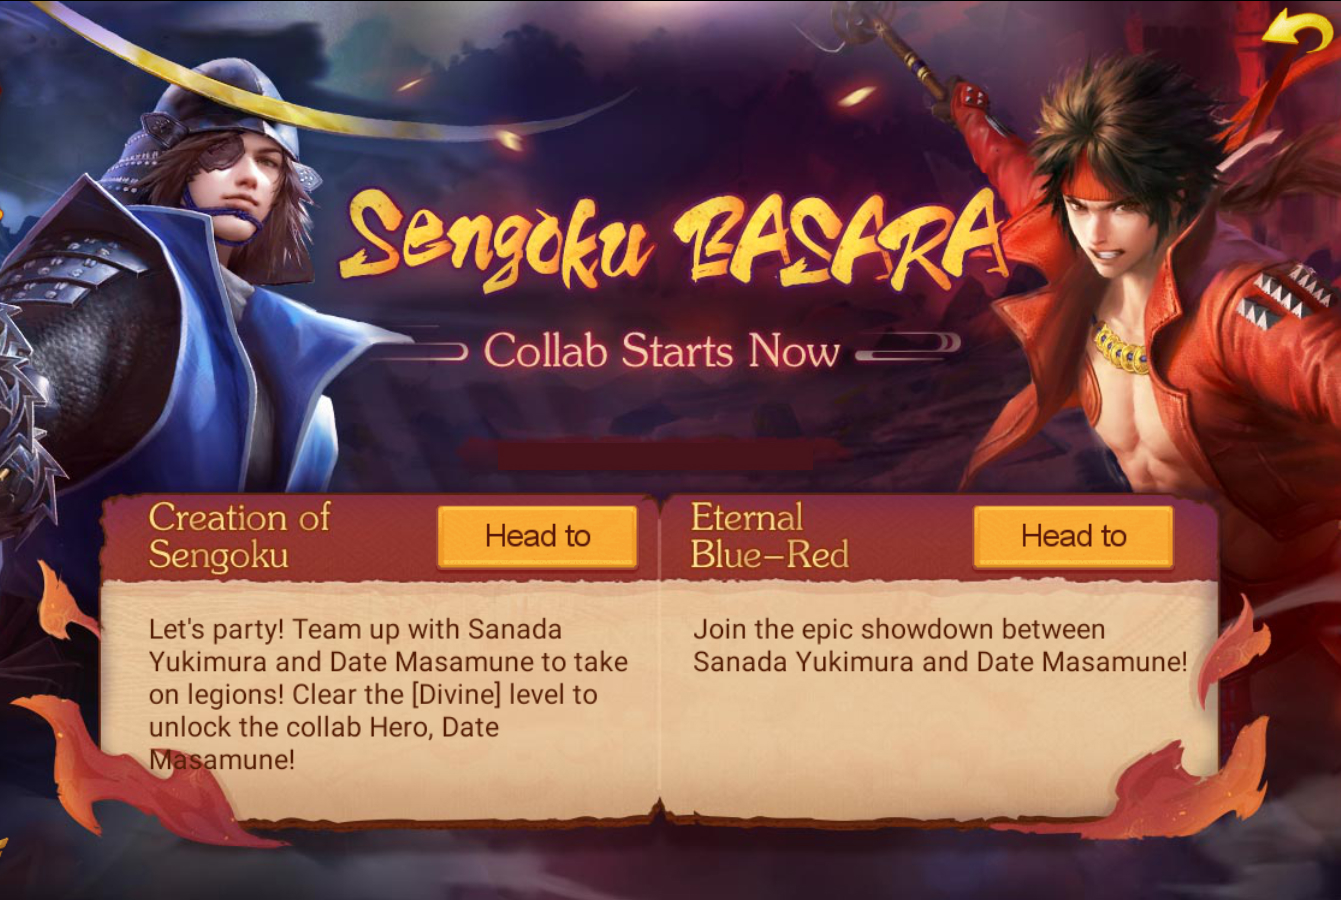 Sengoku BASARA
Collab Starts Now
Creation of
Sengoku
Head to
Let's party! Team up with Sanada
Yukimura and Date Masamune to take
on legions! Clear the [Divine] level to
unlock the collab Hero, Date
Masamune!
Eternal
Blue–Red
Head to
Join the epic showdown between
Sanada Yukimura and Date Masamune!